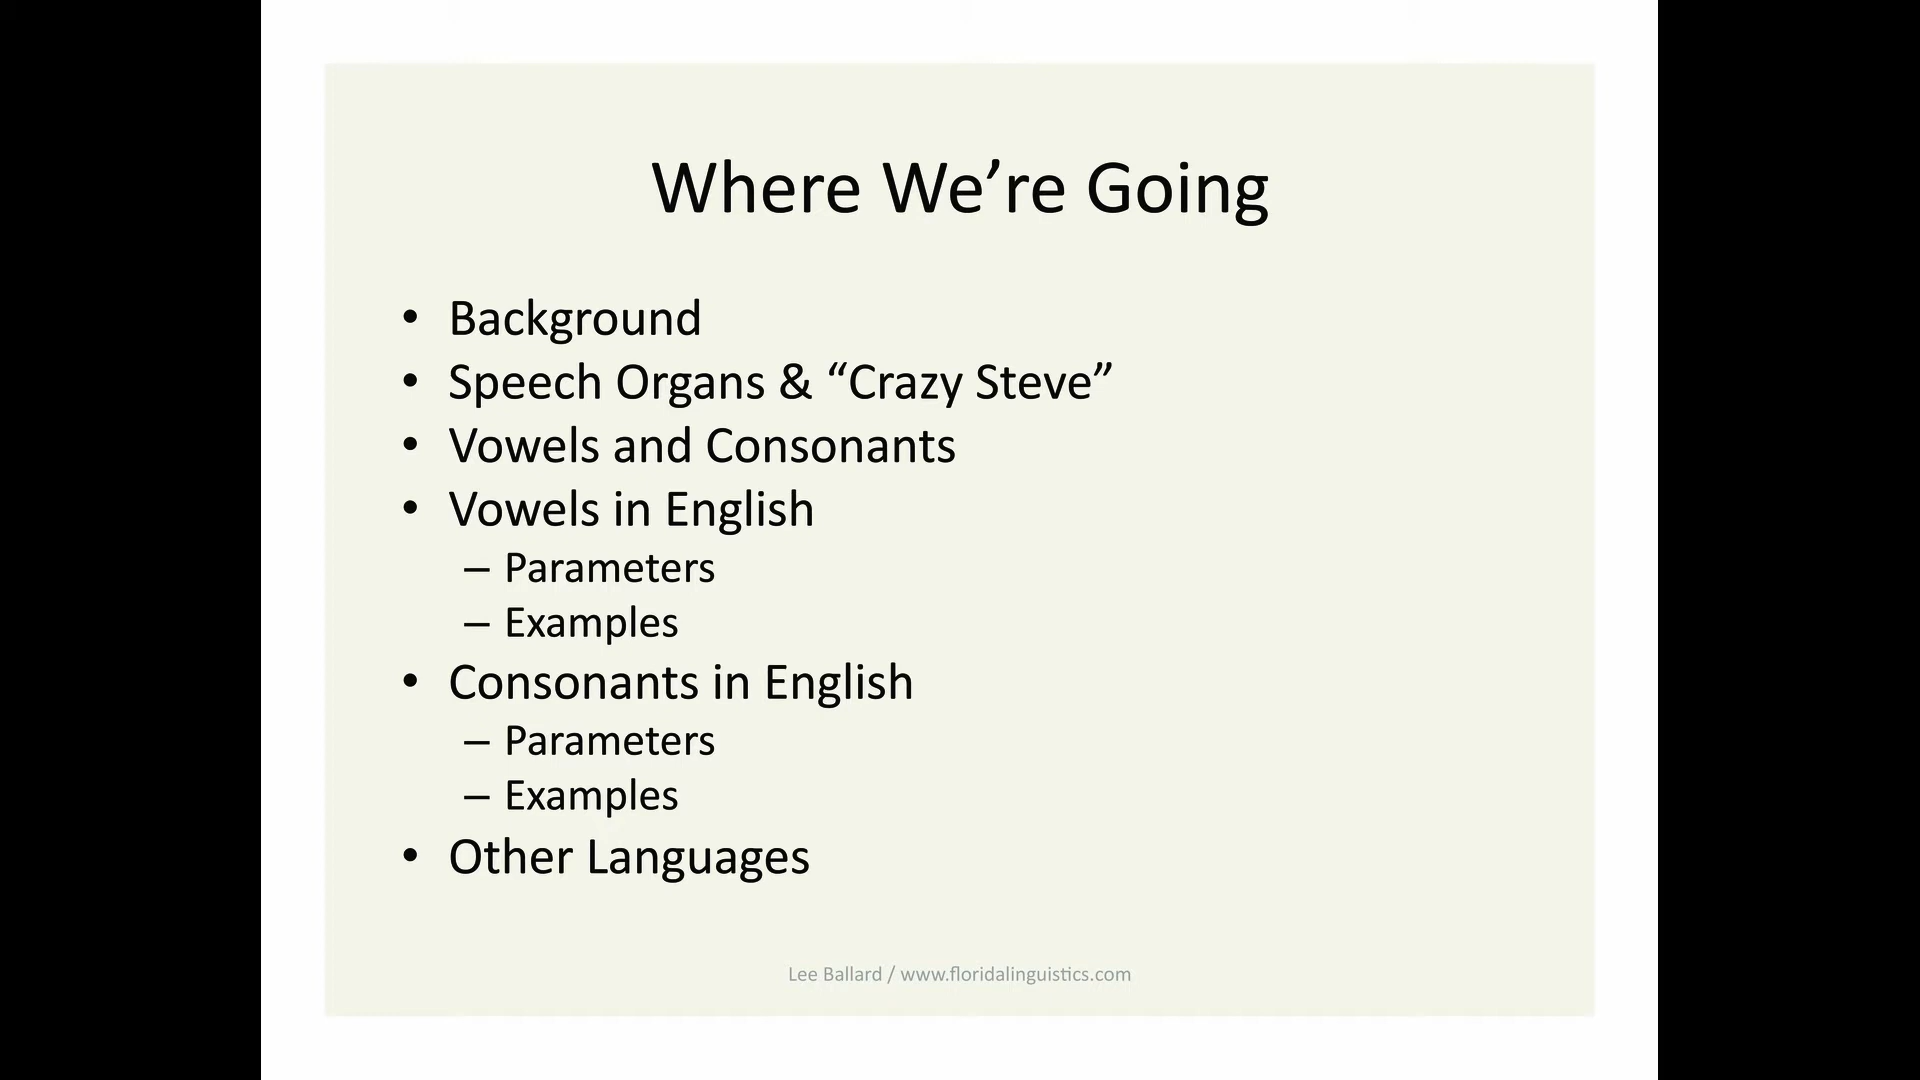 Where We’re Going
• Background
• Speech Organs & “Crazy Steve”
• Vowels and Consonants
• Vowels in English
– Parameters
– Examples
• Consonants in English
– Parameters
– Examples
• Other Languages
Lee Ballard / www.floridalinguistics.com